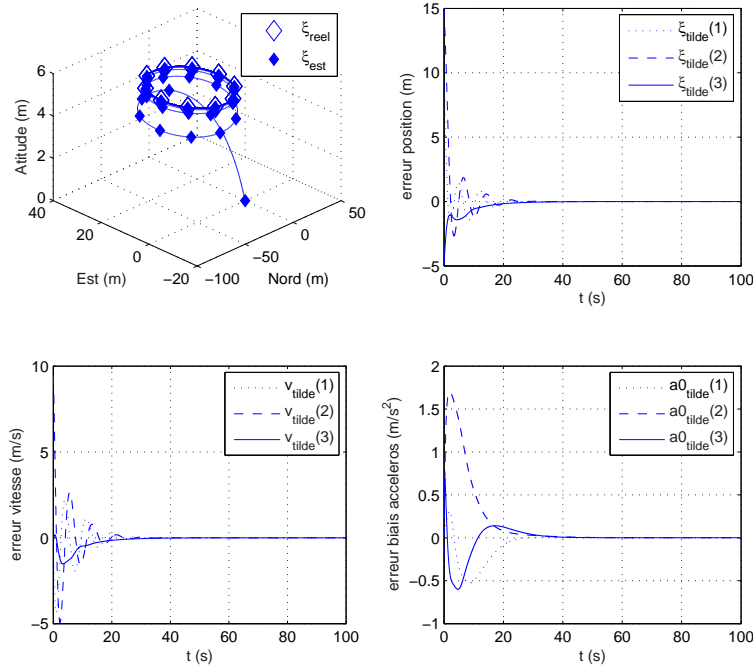 ξreel
ξest
6
4
2
0
Atitude (m)
40
20
0
−20
Est (m)
−100
−50
0
50
Nord (m)
15
10
5
0
−5
erreur position (m)
ξtilde(1)
ξtilde(2)
ξtilde(3)
0 20 40 60 80 100
t (s)
10
5
0
−5
erreur vitesse (m/s)
vtilde(1)
vtilde(2)
vtilde(3)
0 20 40 60 80 100
t (s)
2
1.5
1
0.5
0
−0.5
−1
erreur biais acceleros (m/s²)
a0tilde(1)
a0tilde(2)
a0tilde(3)
0 20 40 60 80 100
t (s)